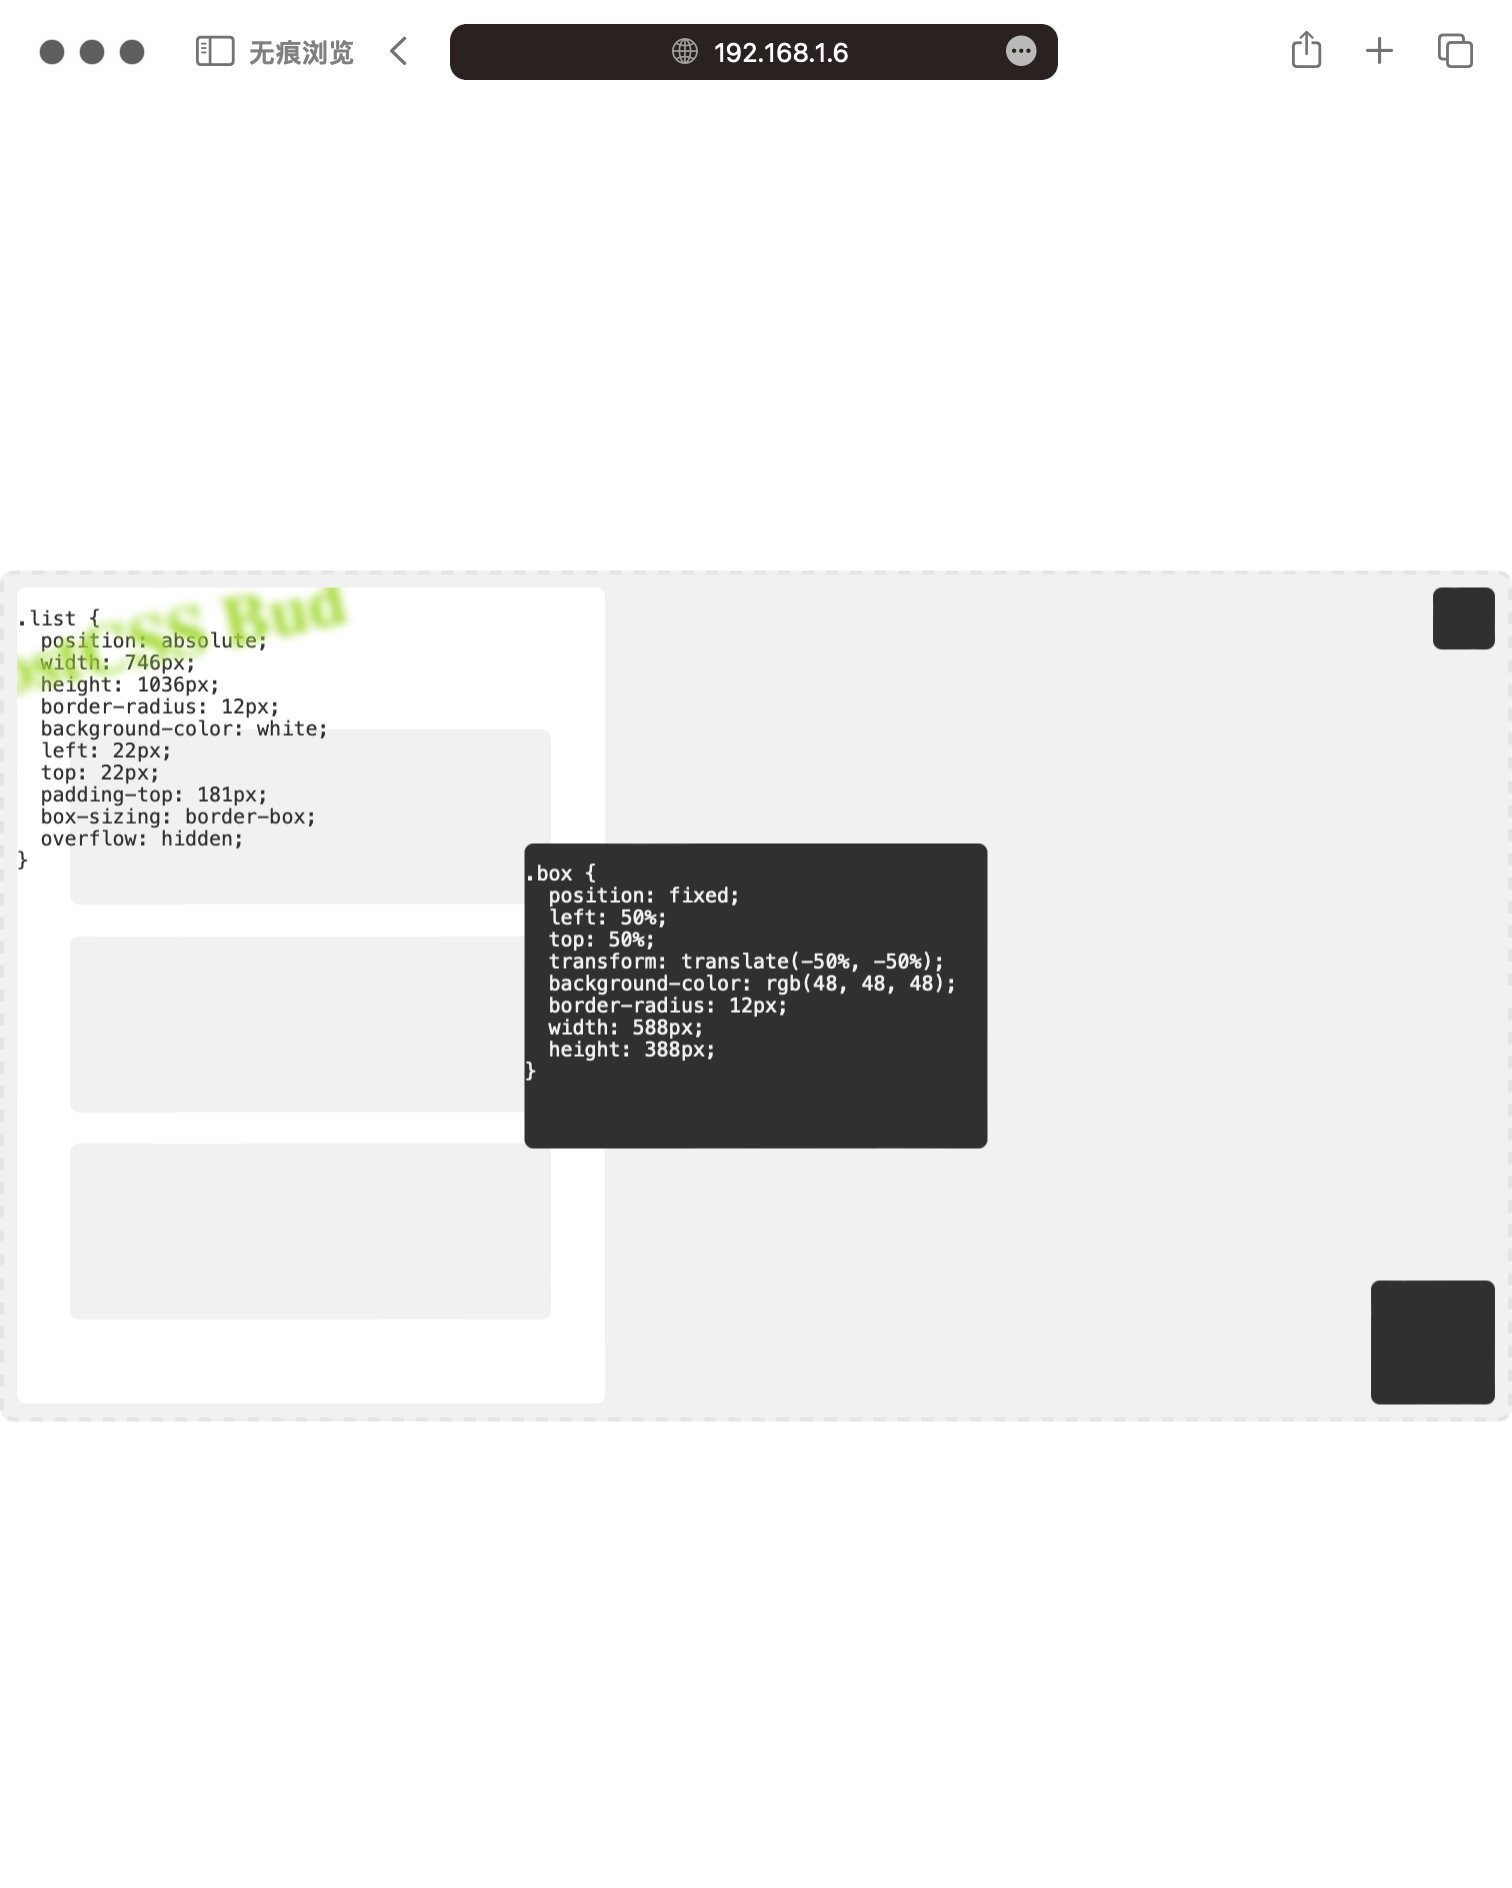 无痕浏览
192.168.1.6
CSS Bud
.list {
  position: absolute;
  width: 746px;
  height: 1036px;
  border-radius: 12px;
  background-color: white;
  left: 22px;
  top: 22px;
  padding-top: 181px;
  box-sizing: border-box;
  overflow: hidden;
}
.box {
  position: fixed;
  left: 50%;
  top: 50%;
  transform: translate(-50%, -50%);
  background-color: rgb(48, 48, 48);
  border-radius: 12px;
  width: 588px;
  height: 388px;
}